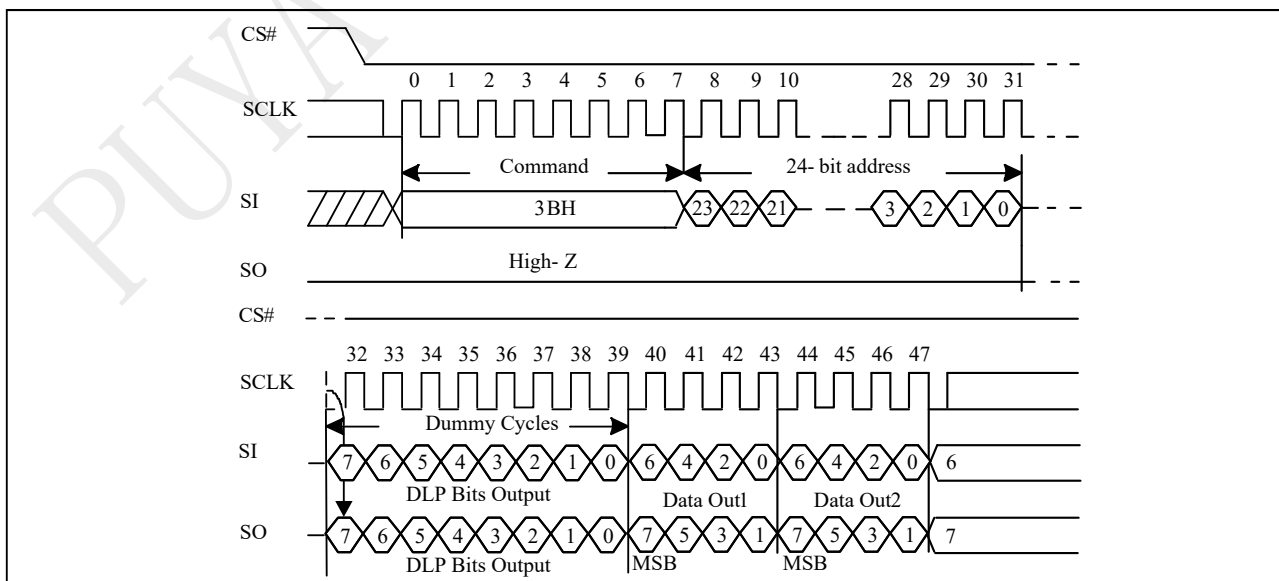 PUYA
CS#
0 1 2 3 4 5 6 7 8 9 10 28 29 30 31
SCLK
Command 24- bit address
SI 3BH 23 22 21 3 2 1 0
High- Z
SO
CS#
32 33 34 35 36 37 38 39 40 41 42 43 44 45 46 47
SCLK
Dummy Cycles
SI 7 6 5 4 3 2 1 0 6 4 2 0 6 4 2 0 6
DLP Bits Output Data Out1 Data Out2
SO 7 6 5 4 3 2 1 0 7 5 3 1 7 5 3 1 7
DLP Bits Output MSB MSB